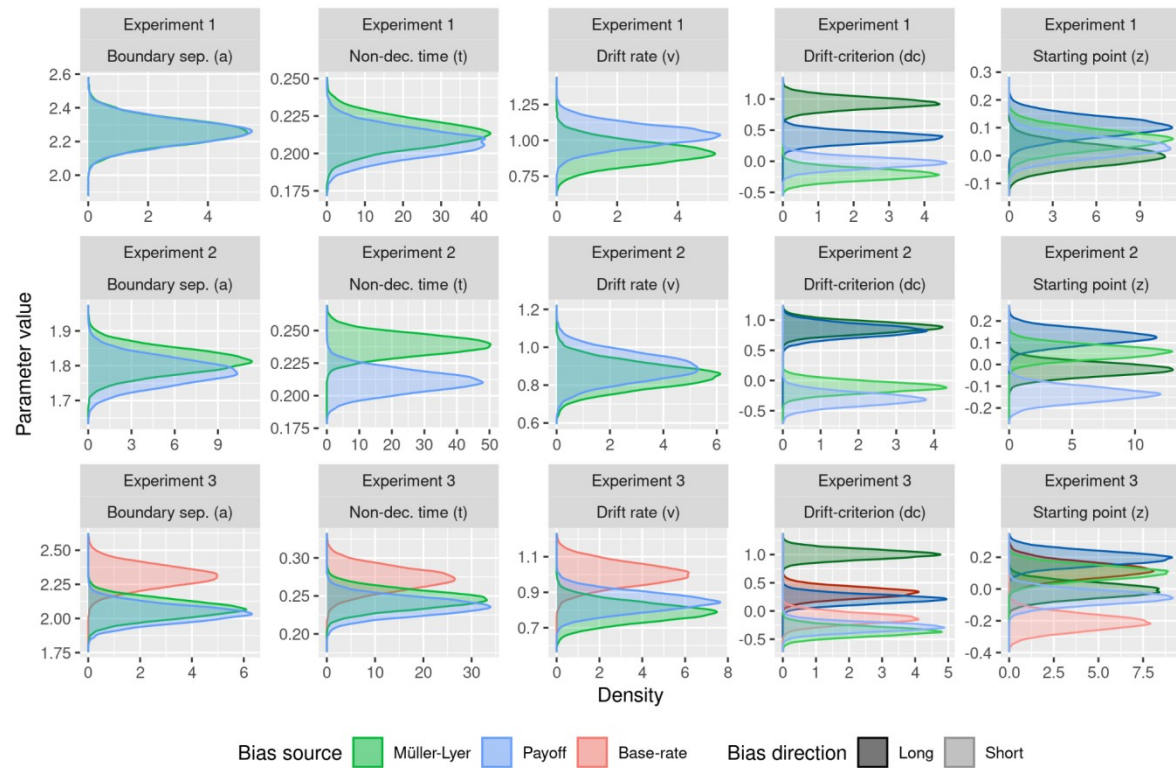 Experiment 1 Experiment 1 Experiment 1 Experiment 1 Experiment 1
Boundary sep. (a) Non-dec. time (t) Drift rate (v) Drift-criterion (dc) Starting point (z)
2.6
2.4
2.2
2.0
0 2 4
0.250
0.225
0.200
0.175
0 10 20 30 40
1.25
1.00
0.75
0 2 4
1.0
0.5
0.0
-0.5
0 1 2 3 4
0.3
0.2
0.1
0.0
-0.1
0 3 6 9
Experiment 2 Experiment 2 Experiment 2 Experiment 2 Experiment 2
Boundary sep. (a) Non-dec. time (t) Drift rate (v) Drift-criterion (dc) Starting point (z)
Parameter value
1.9
1.8
1.7
0 3 6 9
0.250
0.225
0.200
0.175
0 10 20 30 40 50
1.2
1.0
0.8
0.6
0 2 4 6
1.0
0.5
0.0
-0.5
0 1 2 3 4
0.2
0.1
0.0
-0.1
-0.2
0 5 10
Experiment 3 Experiment 3 Experiment 3 Experiment 3 Experiment 3
Boundary sep. (a) Non-dec. time (t) Drift rate (v) Drift-criterion (dc) Starting point (z)
2.50
2.25
2.00
1.75
0 2 4 6
0.30
0.25
0.20
0 10 20 30
1.1
0.9
0.7
0 2 4 6 8
1.0
0.5
0.0
-0.5
0 1 2 3 4 5
0.2
0.0
-0.2
-0.4
0.0 2.5 5.0 7.5
Density
Bias source Müller-Lyer Payoff Base-rate Bias direction Long Short